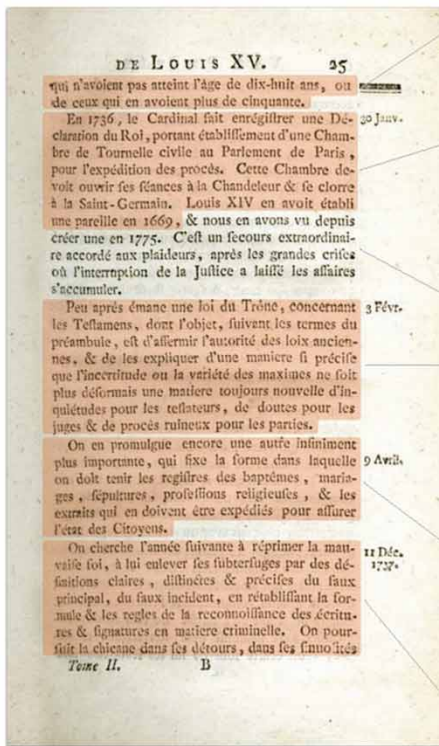 DE LOUIS XV. 25
qui n'avoient pas atteint l'âge de dix-huit ans, ou
de ceux qui en avoient plus de cinquante.
En 1736, le Cardinal fait enrégiſtrer une Dé- 30 Janv.
claration du Roi, portant établiſſement d'une Cham-
bre de Tournelle civile au Parlement de Paris,
pour l'expédition des procès. Cette Chambre de-
voit ouvrir ſes ſéances à la Chandeleur & ſe clorre
à la Saint-Germain. Louis XIV en avoit établi
une pareille en 1669, & nous en avons vu depuis
créer une en 1775. C'eſt un ſecours extraordinai-
re accordé aux plaideurs, après les grandes criſes
où l'interruption de la Juſtice a laiſſé les affaires
s'accumuler.
Peu après émane une loi du Trône, concernant 3 Févr.
les Teſtamens, dont l'objet, ſuivant les termes du
préambule, eſt d'affermir l'autorité des loix ancien-
nes, & de les expliquer d'une maniere ſi préciſe
que l'incertitude ou la variété des maximes ne ſoit
plus déſormais une matiere toujours nouvelle d'in-
quiétudes pour les teſtateurs, de doutes pour les
juges & de procès ruineux pour les parties.
On en promulgue encore une autre infiniment
plus importante, qui fixe la forme dans laquelle 9 Avril.
on doit tenir les regiſtres des baptêmes, maria-
ges, ſépultures, profeſſions religieuſes, & les
extraits qui en doivent être expédiés pour aſſurer
l'état des Citoyens.
On cherche l'année ſuivante à réprimer la mau- 11 Déc.
vaiſe foi, à lui enlever ſes ſubterfuges par des dé- 1737.
finitions claires, diſtinctes & préciſes du faux
principal, du faux incident, en rétabliſſant la for-
mule & les regles de la reconnoiſſance des écritu-
res & ſignatures en matiere criminelle. On pour-
ſuit la chicane dans ſes détours, dans ſes ſinuoſités
Tome II. B